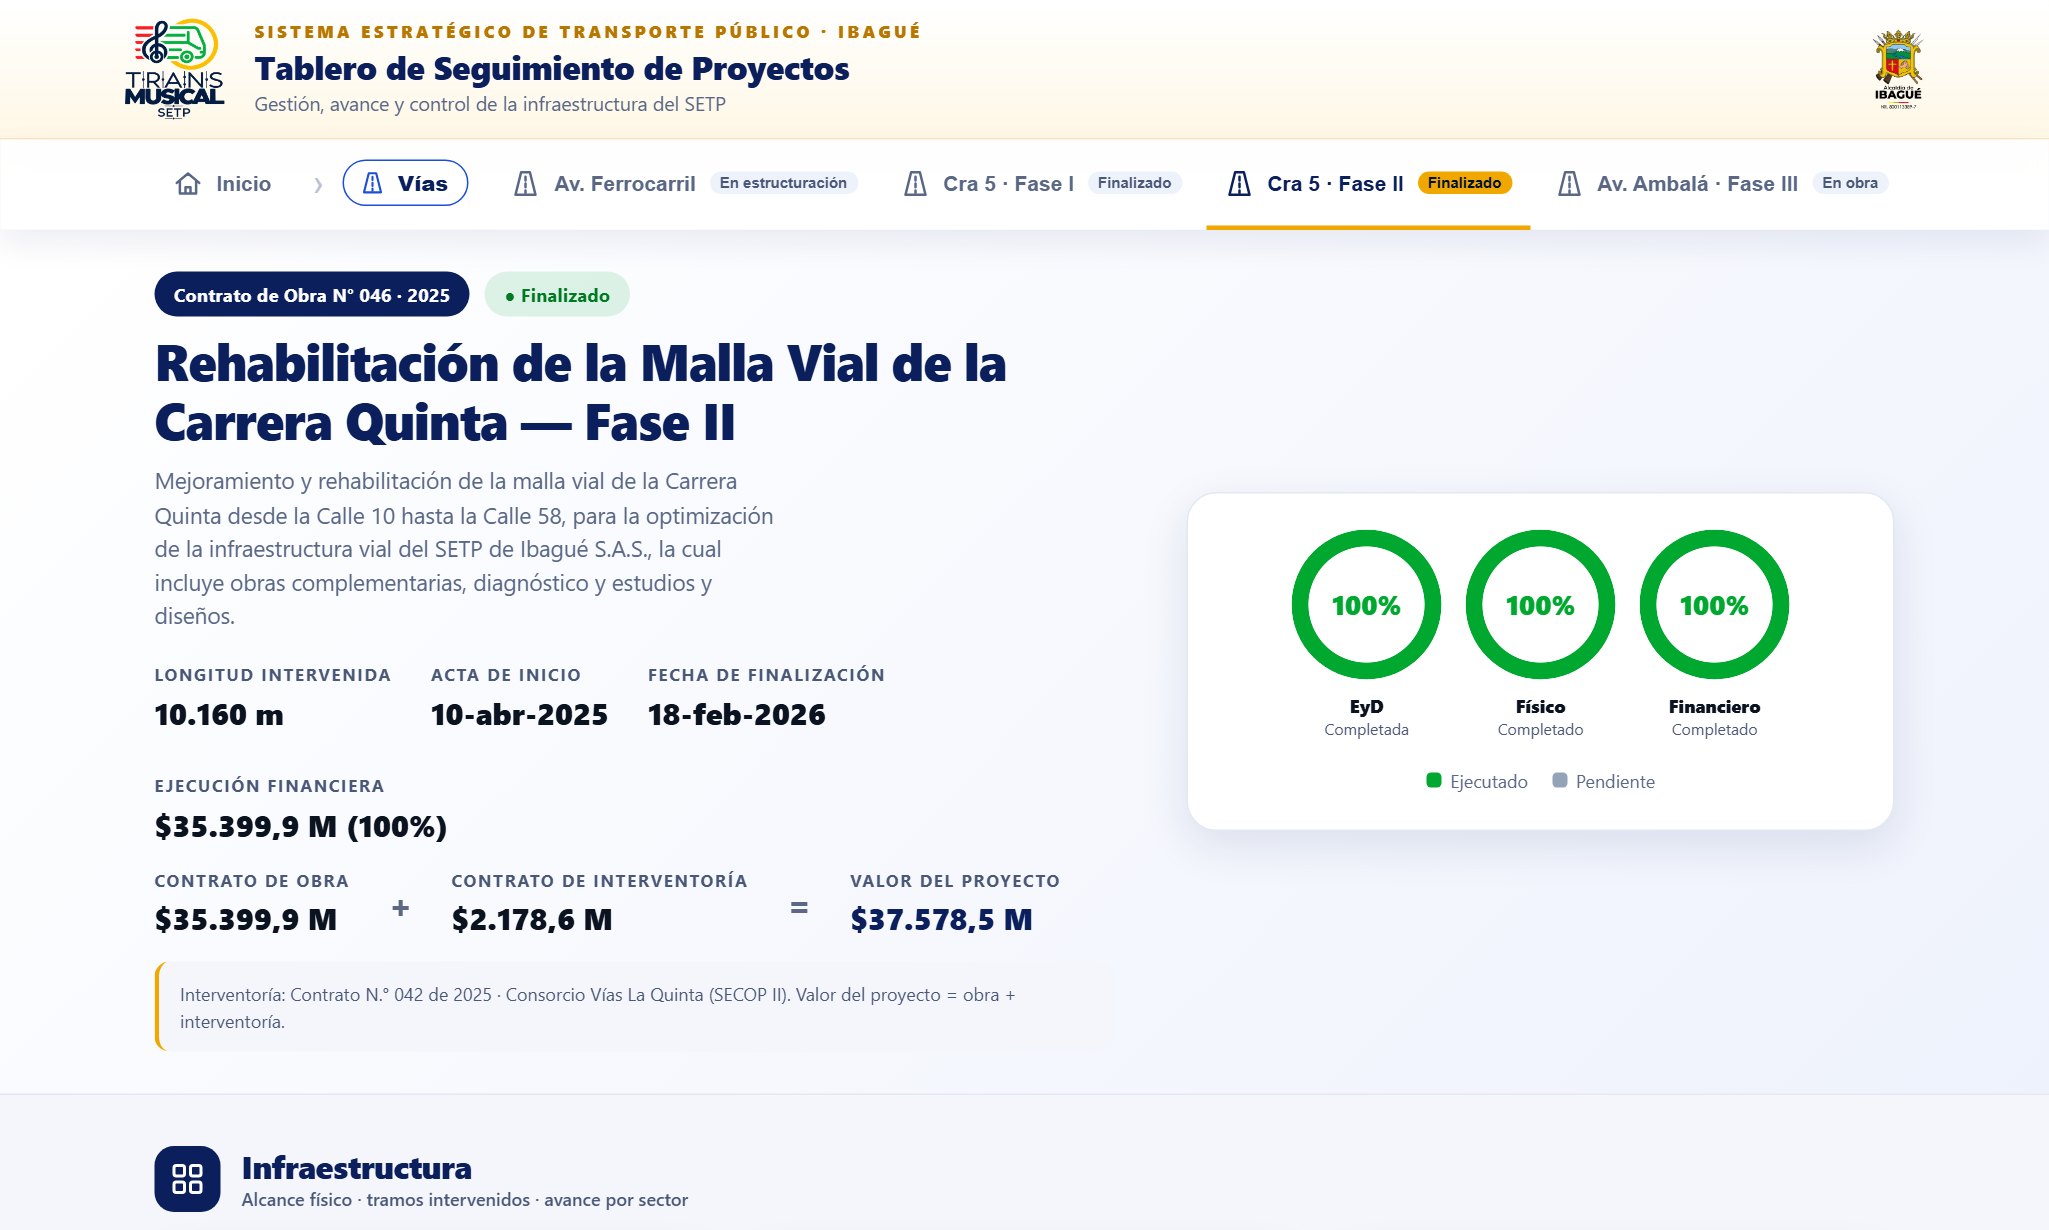 TRANS
MUSICAL
SETP
SISTEMA ESTRATÉGICO DE TRANSPORTE PÚBLICO · IBAGUÉ
Tablero de Seguimiento de Proyectos
Gestión, avance y control de la infraestructura del SETP
Alcaldía de
IBAGUÉ
Inicio › Vías Av. Ferrocarril En estructuración Cra 5 · Fase I Finalizado Cra 5 · Fase II Finalizado Av. Ambalá · Fase III En obra
Contrato de Obra N° 046 · 2025 ● Finalizado
Rehabilitación de la Malla Vial de la
Carrera Quinta — Fase II
Mejoramiento y rehabilitación de la malla vial de la Carrera
Quinta desde la Calle 10 hasta la Calle 58, para la optimización
de la infraestructura vial del SETP de Ibagué S.A.S., la cual
incluye obras complementarias, diagnóstico y estudios y
diseños.
LONGITUD INTERVENIDA ACTA DE INICIO FECHA DE FINALIZACIÓN
10.160 m 10-abr-2025 18-feb-2026
EJECUCIÓN FINANCIERA
$35.399,9 M (100%)
CONTRATO DE OBRA + CONTRATO DE INTERVENTORÍA = VALOR DEL PROYECTO
$35.399,9 M $2.178,6 M $37.578,5 M
Interventoría: Contrato N.° 042 de 2025 · Consorcio Vías La Quinta (SECOP II). Valor del proyecto = obra +
interventoría.
100% 100% 100%
EyD Físico Financiero
Completada Completado Completado
Ejecutado Pendiente
Infraestructura
Alcance físico · tramos intervenidos · avance por sector